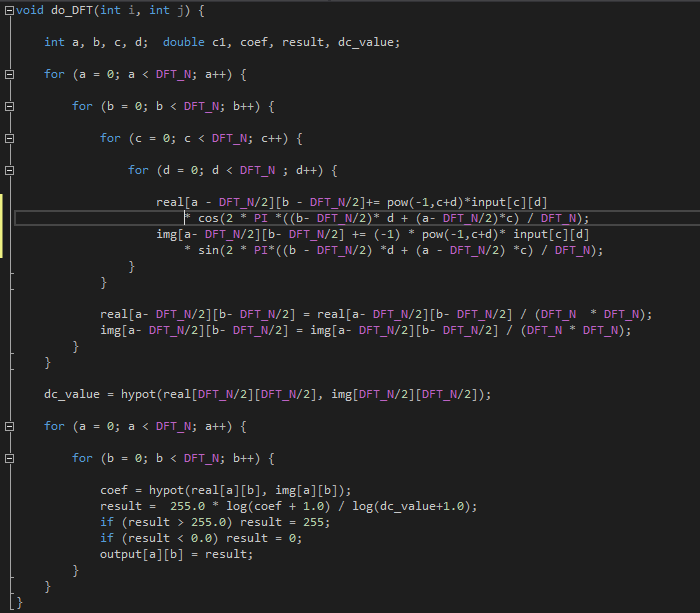 void do_DFT(int i, int j) {
int a, b, c, d;  double c1, coef, result, dc_value;
for (a = 0; a < DFT_N; a++) {
for (b = 0; b < DFT_N; b++) {
for (c = 0; c < DFT_N; c++) {
for (d = 0; d < DFT_N ; d++) {
real[a - DFT_N/2][b - DFT_N/2]+= pow(-1,c+d)*input[c][d]
* cos(2 * PI *((b- DFT_N/2)* d + (a- DFT_N/2)*c) / DFT_N);
img[a- DFT_N/2][b- DFT_N/2] += (-1) * pow(-1,c+d)* input[c][d]
* sin(2 * PI*((b - DFT_N/2) *d + (a - DFT_N/2) *c) / DFT_N);
}
}
real[a- DFT_N/2][b- DFT_N/2] = real[a- DFT_N/2][b- DFT_N/2] / (DFT_N  * DFT_N);
img[a- DFT_N/2][b- DFT_N/2] = img[a- DFT_N/2][b- DFT_N/2] / (DFT_N * DFT_N);
}
}
dc_value = hypot(real[DFT_N/2][DFT_N/2], img[DFT_N/2][DFT_N/2]);
for (a = 0; a < DFT_N; a++) {
for (b = 0; b < DFT_N; b++) {
coef = hypot(real[a][b], img[a][b]);
result =  255.0 * log(coef + 1.0) / log(dc_value+1.0);
if (result > 255.0) result = 255;
if (result < 0.0) result = 0;
output[a][b] = result;
}
}
}